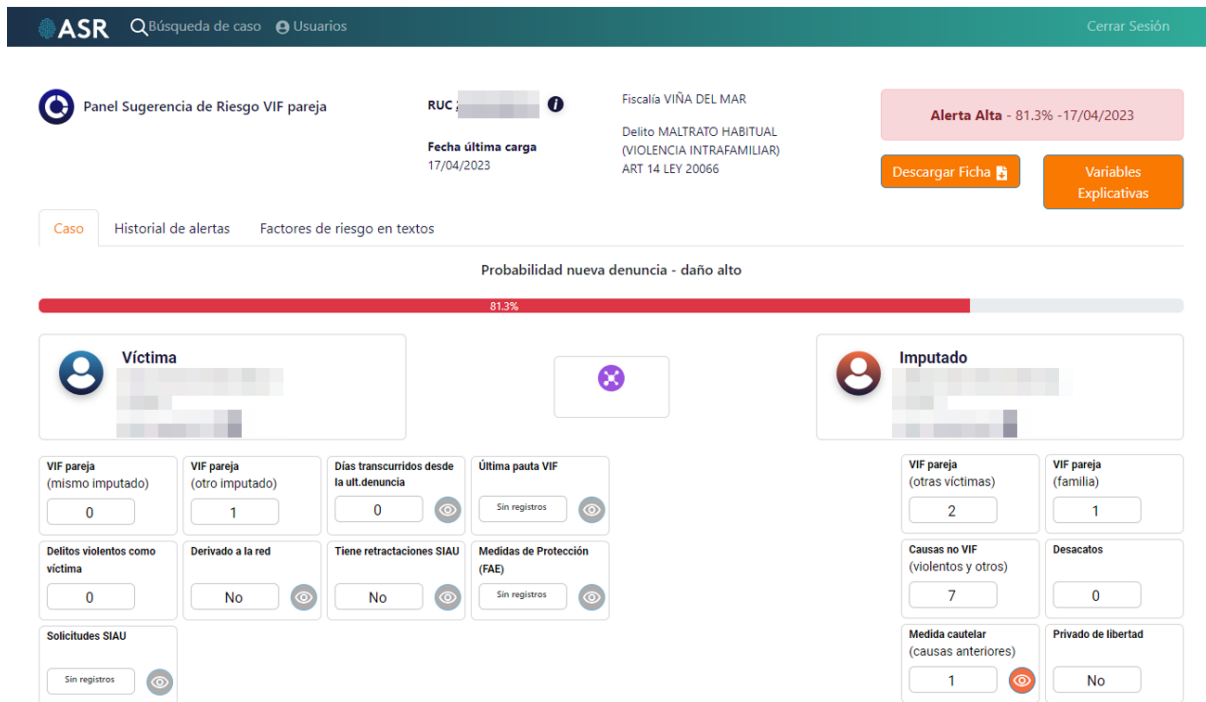 ASR
Búsqueda de caso
Usuarios
Cerrar Sesión
Panel Sugerencia de Riesgo VIF pareja
RUC
Fecha última carga
17/04/2023
Fiscalía VIÑA DEL MAR
Delito MALTRATO HABITUAL
(VIOLENCIA INTRAFAMILIAR)
ART 14 LEY 20066
Alerta Alta - 81.3% -17/04/2023
Descargar Ficha
Variables
Explicativas
Caso
Historial de alertas
Factores de riesgo en textos
Probabilidad nueva denuncia - daño alto
81.3%
Víctima
Imputado
VIF pareja
(mismo imputado)
0
VIF pareja
(otro imputado)
1
Días transcurridos desde
la ult.denuncia
0
Última pauta VIF
Sin registros
VIF pareja
(otras víctimas)
2
VIF pareja
(familia)
1
Delitos violentos como
víctima
0
Derivado a la red
No
Tiene retractaciones SIAU
No
Medidas de Protección
(FAE)
Sin registros
Causas no VIF
(violentos y otros)
7
Desacatos
0
Solicitudes SIAU
Sin registros
Medida cautelar
(causas anteriores)
1
Privado de libertad
No